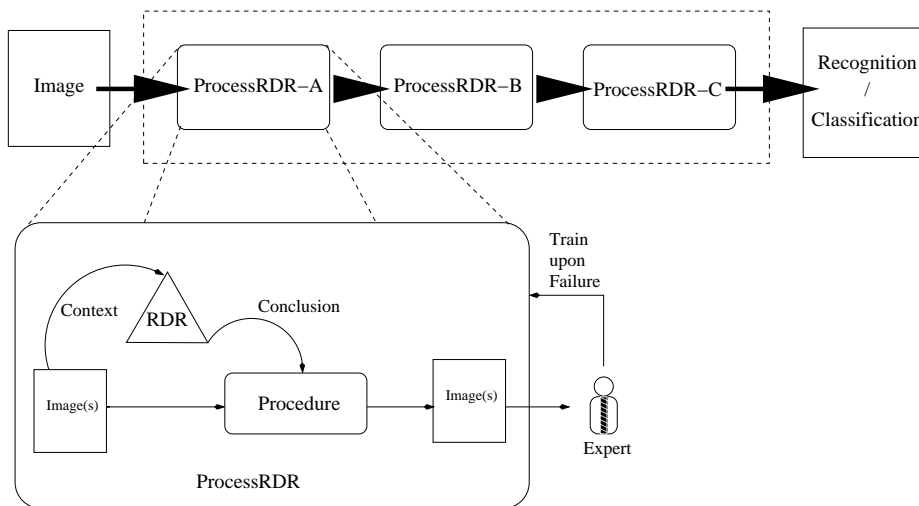 Image
ProcessRDR–A
ProcessRDR–B
ProcessRDR–C
Recognition
/
Classification
Train
upon
Failure
Context
RDR
Conclusion
Image(s)
Procedure
Image(s)
Expert
ProcessRDR